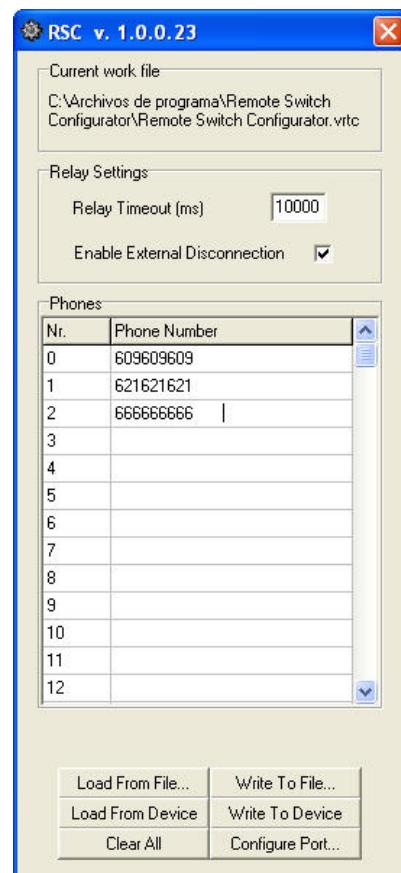 RSC v. 1.0.0.23
Current work file
C:\Archivos de programa\Remote Switch
Configurator\Remote Switch Configurator.vrtc
Relay Settings
Relay Timeout (ms) 10000
Enable External Disconnection
Phones
Nr. Phone Number
0 609609609
1 621621621
2 666666666
3
4
5
6
7
8
9
10
11
12
Load From File... Write To File...
Load From Device Write To Device
Clear All Configure Port...